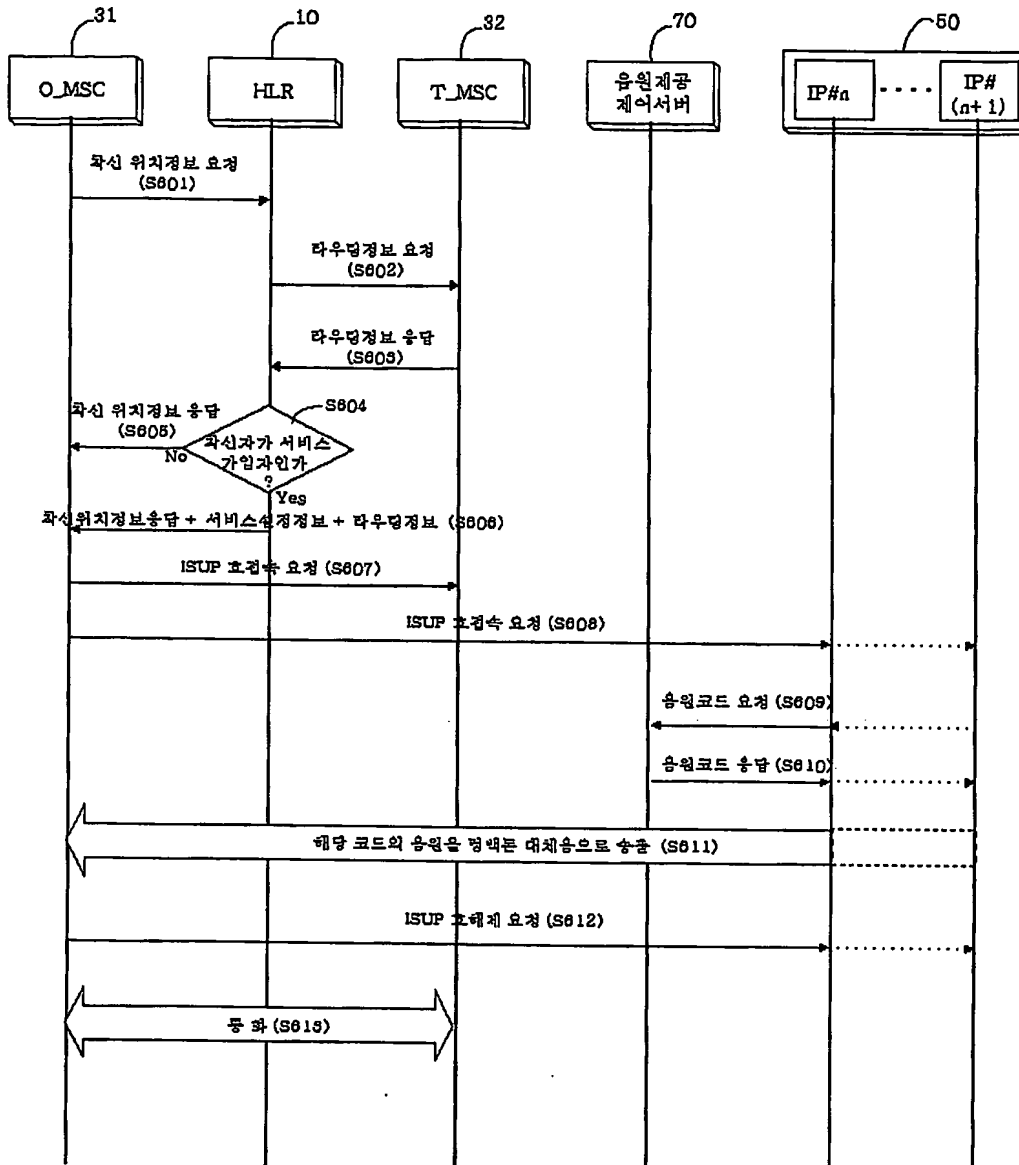 31
10
32
70
50
O_MSC
HLR
T_MSC
음원제공
제어서버
IP#n
IP#
(n+1)
착신 위치정보 요청
(S601)
라우팅정보 요청
(S602)
라우팅정보 응답
(S603)
착신 위치정보 응답
(S605)
S604
착신자가 서비스
가입자인가
?
No
Yes
착신위치정보응답 + 서비스설정정보 + 라우팅정보 (S606)
ISUP 호접속 요청 (S607)
ISUP 호접속 요청 (S608)
음원코드 요청 (S609)
음원코드 응답 (S610)
해당 코드의 음원을 링백톤 대체음으로 송출 (S611)
ISUP 호해제 요청 (S612)
통 화 (S613)